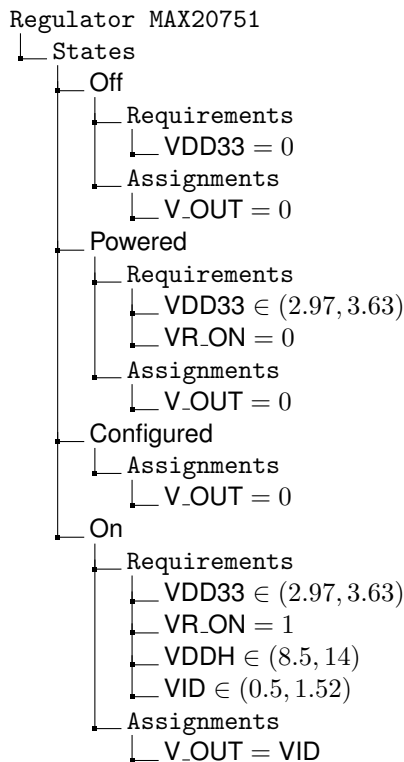 Regulator MAX20751
States
Off
Requirements
VDD33 = 0
Assignments
V_OUT = 0
Powered
Requirements
VDD33 ∈ (2.97, 3.63)
VR_ON = 0
Assignments
V_OUT = 0
Configured
Assignments
V_OUT = 0
On
Requirements
VDD33 ∈ (2.97, 3.63)
VR_ON = 1
VDDH ∈ (8.5, 14)
VID ∈ (0.5, 1.52)
Assignments
V_OUT = VID